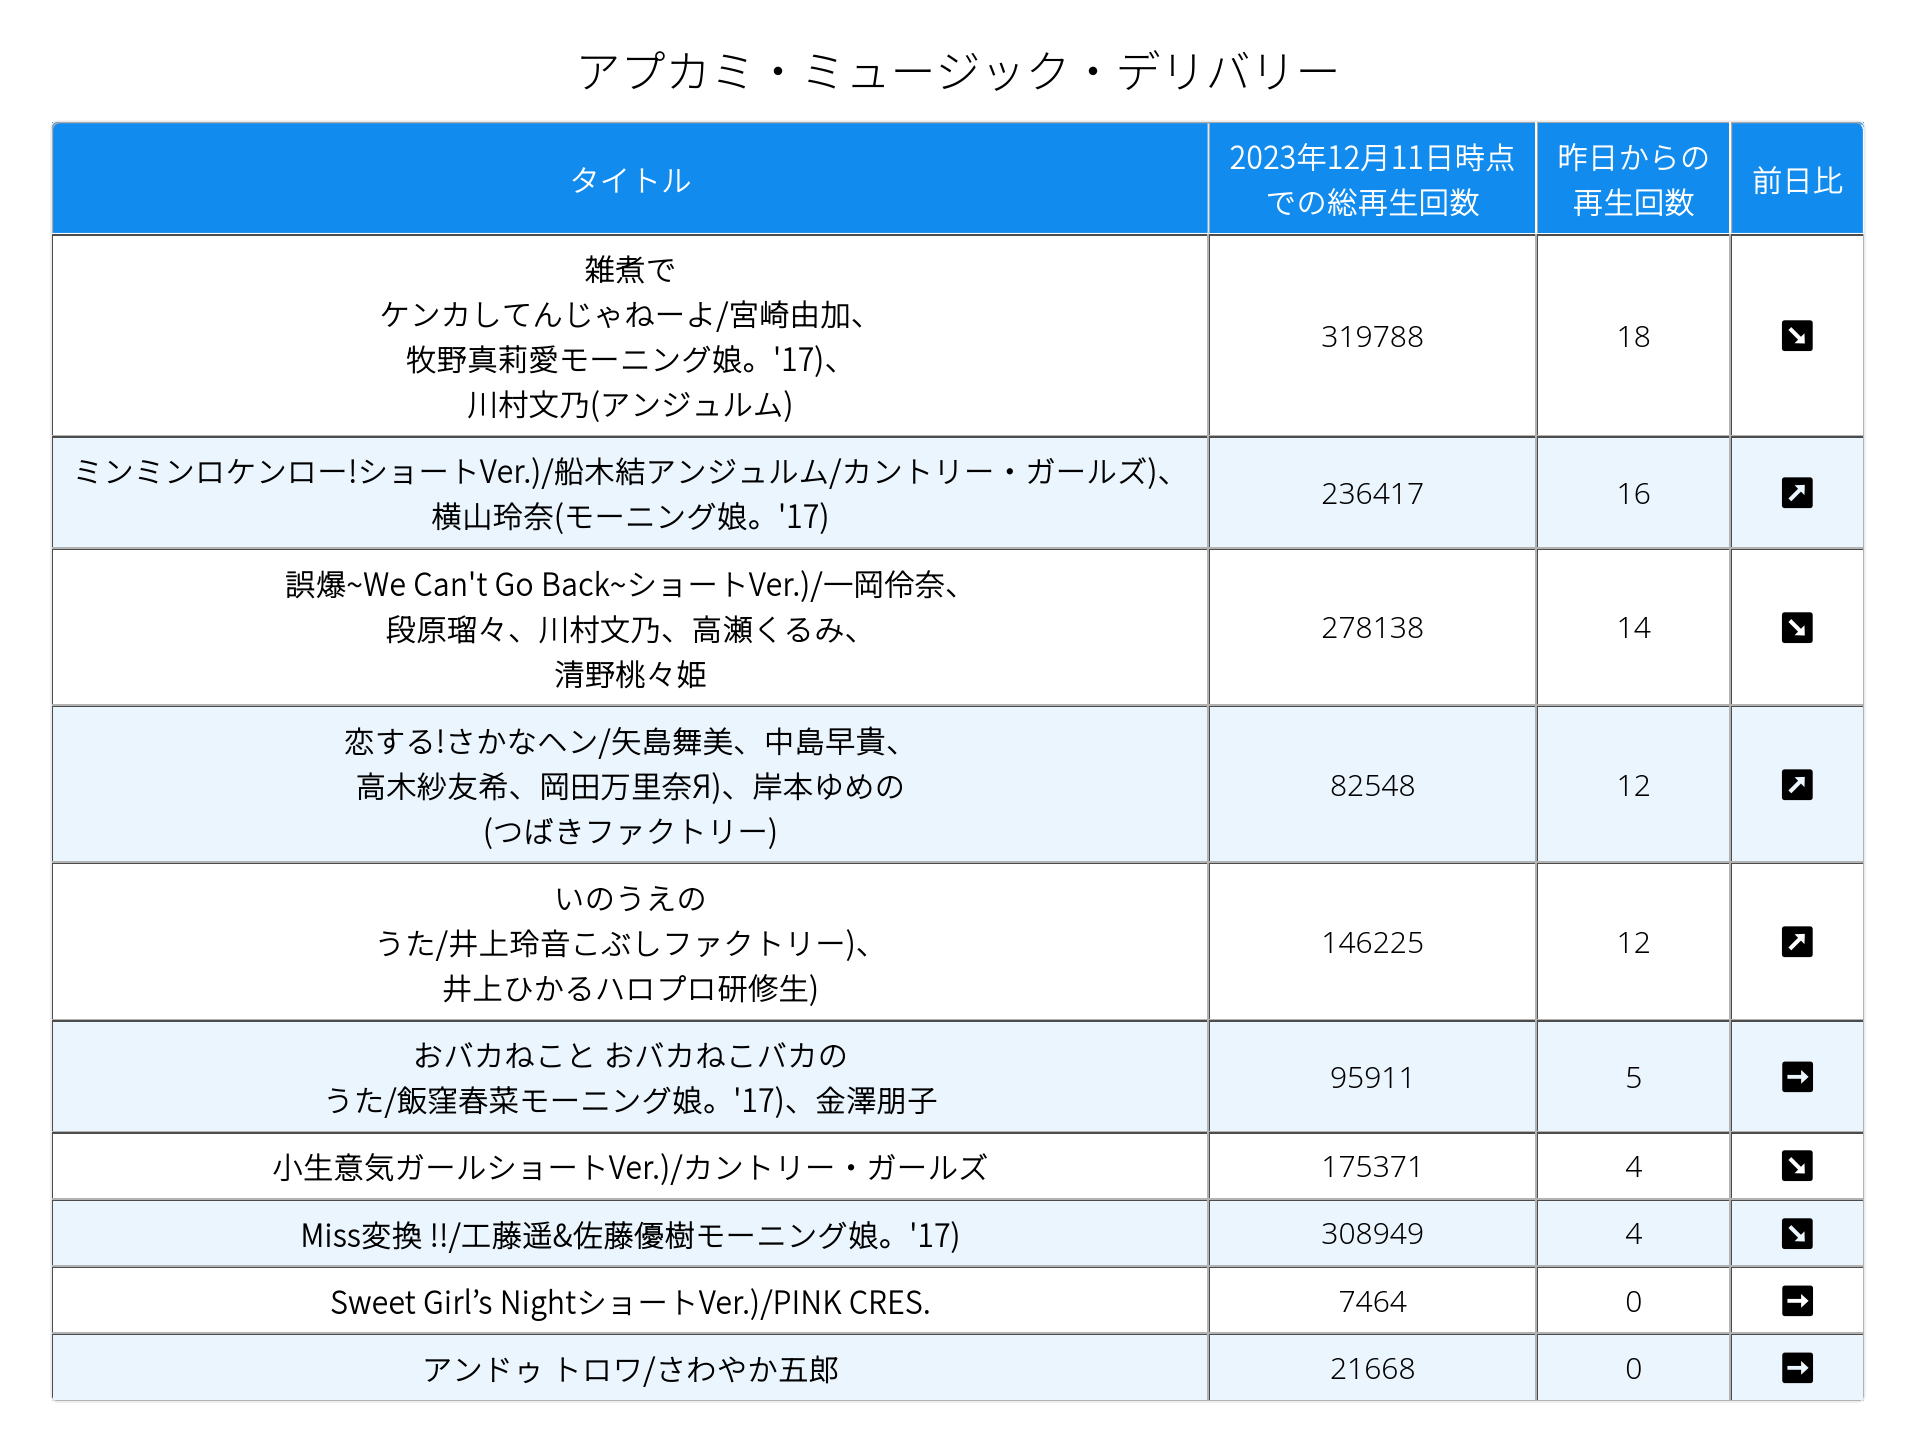 アプカミ・ミュージック・デリバリー
タイトル
2023年12月11日時点
での総再生回数
昨日からの
再生回数
前日比
雑煮で
ケンカしてんじゃねーよ/宮崎由加、
牧野真莉愛モーニング娘。'17)、
川村文乃(アンジュルム)
319788
18
ミンミンロケンロー!ショートVer.)/船木結アンジュルム/カントリー・ガールズ)、
横山玲奈(モーニング娘。'17)
236417
16
誤爆~We Can't Go Back~ショートVer.)/一岡伶奈、
段原瑠々、川村文乃、高瀬くるみ、
清野桃々姫
278138
14
恋する!さかなヘン/矢島舞美、中島早貴、
高木紗友希、岡田万里奈Я)、岸本ゆめの
(つばきファクトリー)
82548
12
いのうえの
うた/井上玲音こぶしファクトリー)、
井上ひかるハロプロ研修生)
146225
12
おバカねこと おバカねこバカの
うた/飯窪春菜モーニング娘。'17)、金澤朋子
95911
5
小生意気ガールショートVer.)/カントリー・ガールズ
175371
4
Miss変換 !!/工藤遥&佐藤優樹モーニング娘。'17)
308949
4
Sweet Girl’s NightショートVer.)/PINK CRES.
7464
0
アンドゥ トロワ/さわやか五郎
21668
0